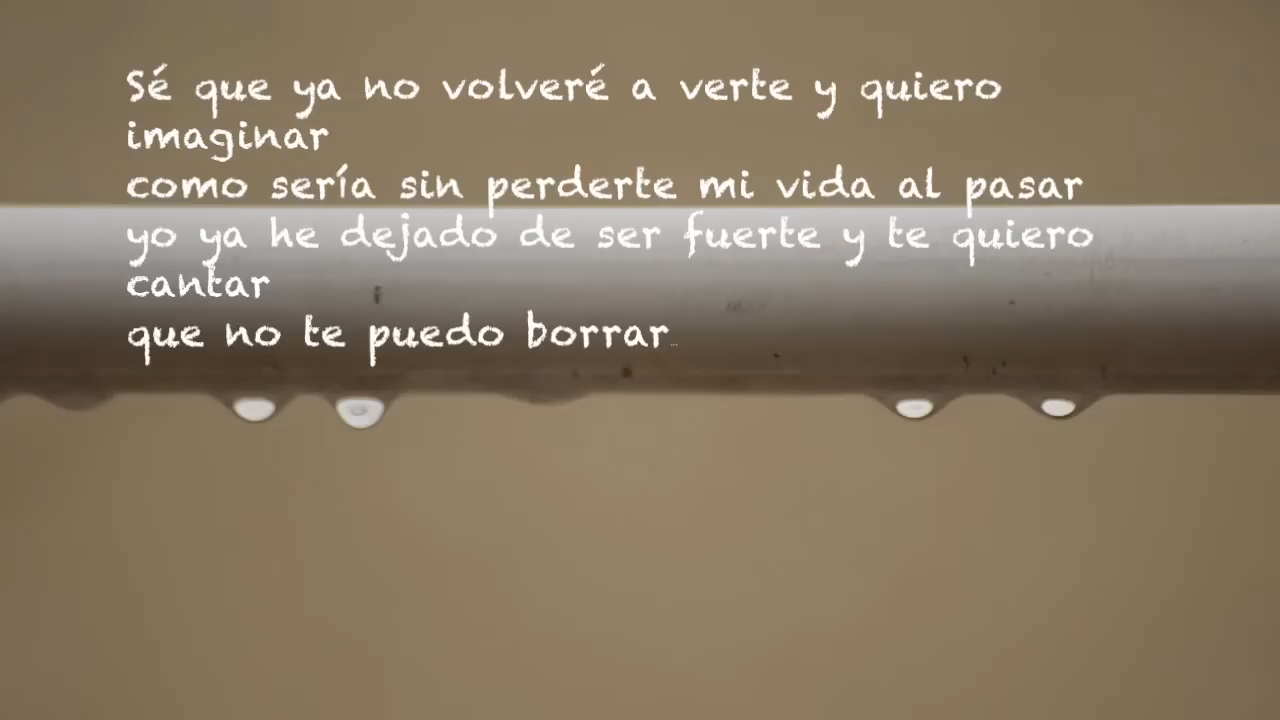 Sé que ya no volveré a verte y quiero
imaginar
como sería sin perderte mi vida al pasar
yo ya he dejado de ser fuerte y te quiero
cantar
que no te puedo borrar...